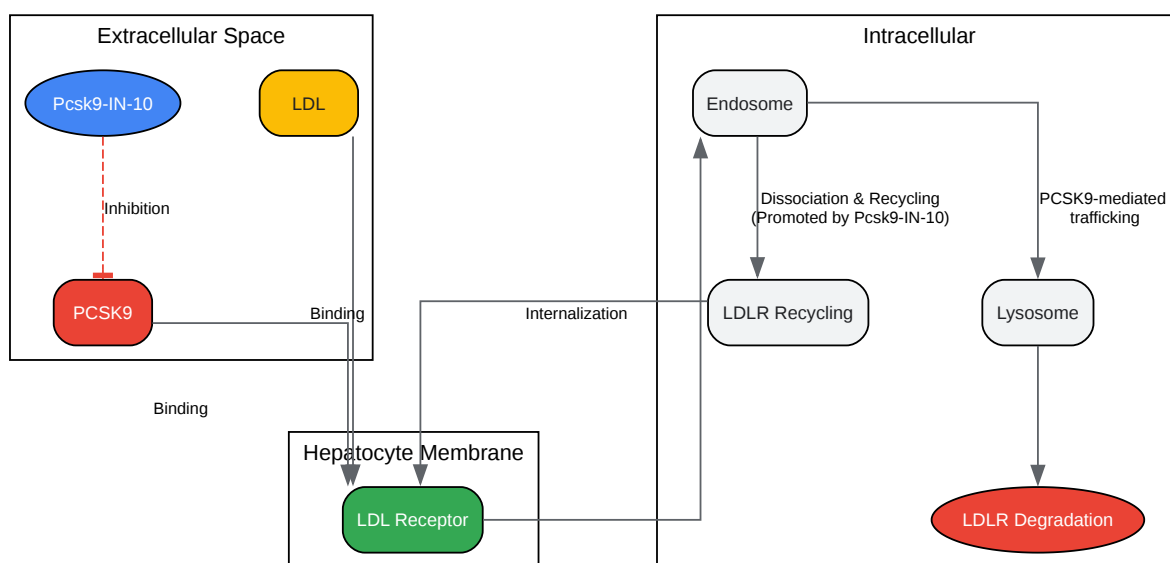 Extracellular Space
Pcsk9-IN-10
LDL
Inhibition
PCSK9
Binding
Binding
Hepatocyte Membrane
LDL Receptor
Internalization
Intracellular
Endosome
Dissociation & Recycling
(Promoted by Pcsk9-IN-10)
PCSK9-mediated
trafficking
LDLR Recycling
Lysosome
LDLR Degradation